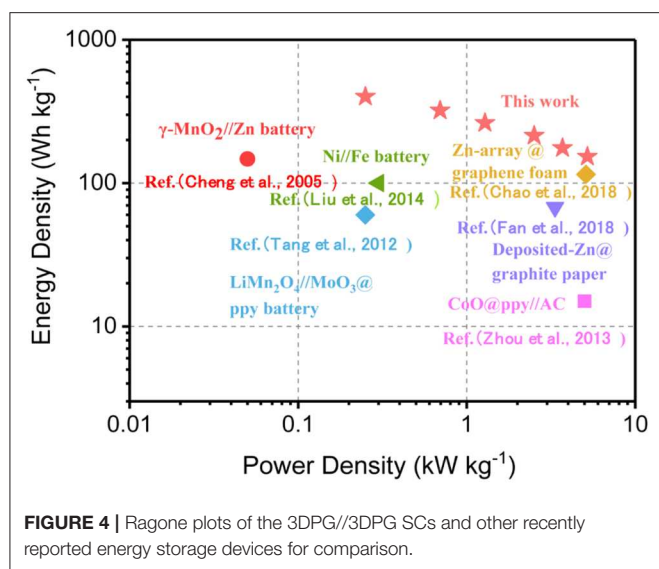 1000
100
10
Energy Density (Wh kg⁻¹)
This work
γ-MnO₂//Zn battery
Ref.(Cheng et al., 2005 )
Ni//Fe battery
Ref.(Liu et al., 2014 )
Zn-array @
graphene foam
Ref.(Chao et al., 2018 )
Ref.(Tang et al., 2012 )
LiMn₂O₄//MoO₃@
ppy battery
Ref.(Fan et al., 2018 )
Deposited-Zn@
graphite paper
CoO@ppy//AC
Ref.(Zhou et al., 2013 )
0.01 0.1 1 10
Power Density (kW kg⁻¹)
FIGURE 4 | Ragone plots of the 3DPG//3DPG SCs and other recently
reported energy storage devices for comparison.